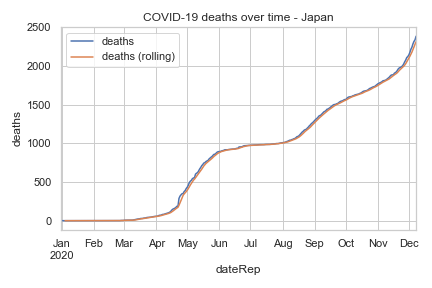 COVID-19 deaths over time - Japan
deaths
deaths (rolling)
2500
2000
1500
1000
500
0
deaths
Jan Feb Mar Apr May Jun Jul Aug Sep Oct Nov Dec
2020
dateRep